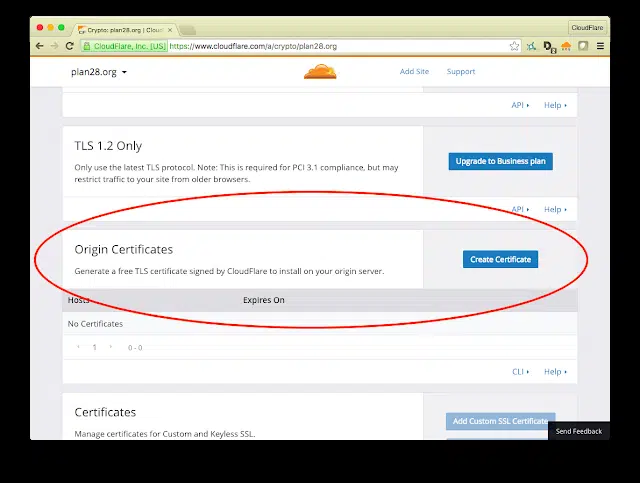 Crypto: plan28.org | CloudFl
CloudFlare
CloudFlare, Inc. [US]
https://www.cloudflare.com/a/crypto/plan28.org
plan28.org
Add Site
Support
API
Help
TLS 1.2 Only
Only use the latest TLS protocol. Note: This is required for PCI 3.1 compliance, but may
restrict traffic to your site from older browsers.
Upgrade to Business plan
API
Help
Origin Certificates
Generate a free TLS certificate signed by CloudFlare to install on your origin server.
Create Certificate
Hosts
Expires On
No Certificates
1
0 - 0
CLI
Help
Certificates
Manage certificates for Custom and Keyless SSL.
Add Custom SSL Certificate
Send Feedback